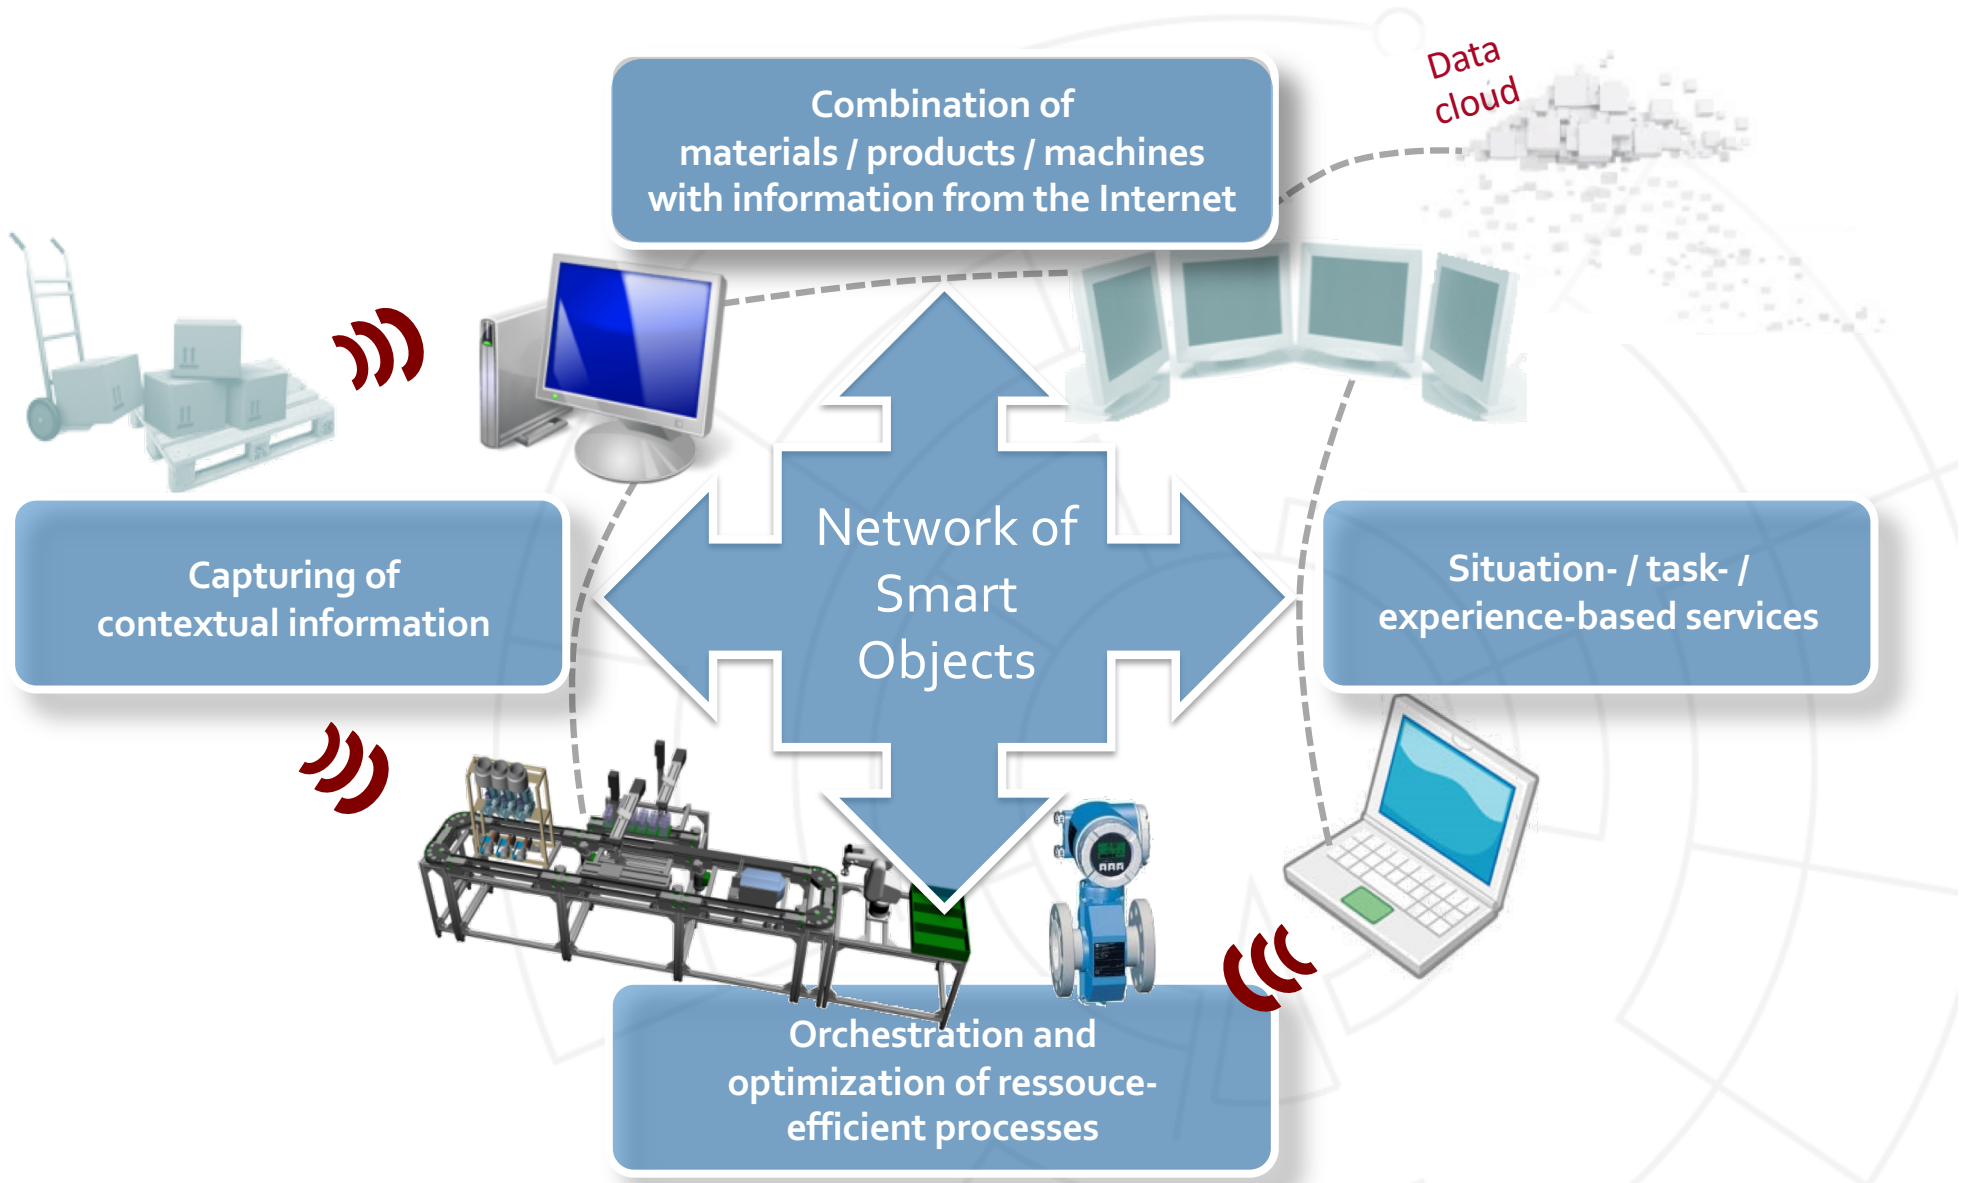 Data
cloud
Combination of
materials / products / machines
with information from the Internet
Network of
Smart
Objects
Capturing of
contextual information
Situation- / task- /
experience-based services
Orchestration and
optimization of ressouce-
efficient processes